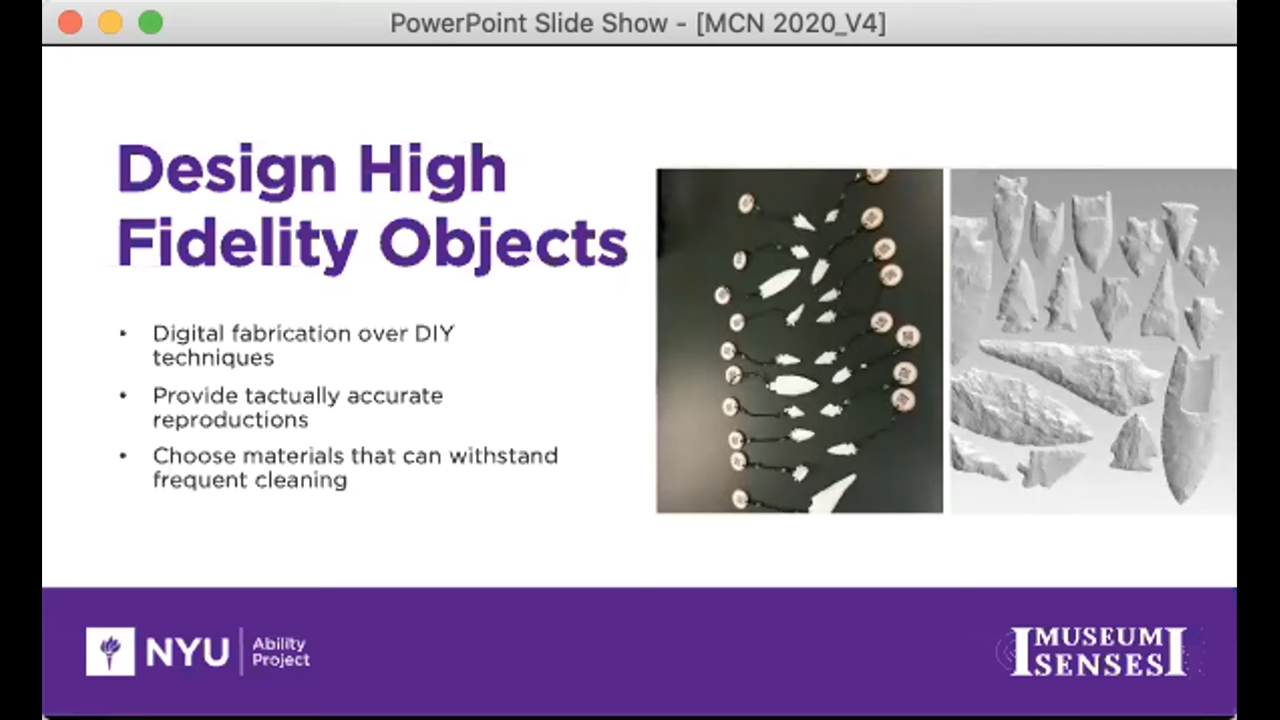 PowerPoint Slide Show - [MCN 2020_V4]
Design High
Fidelity Objects
• Digital fabrication over DIY
techniques
• Provide tactually accurate
reproductions
• Choose materials that can withstand
frequent cleaning
NYU
Ability
Project
MUSEUM
SENSES